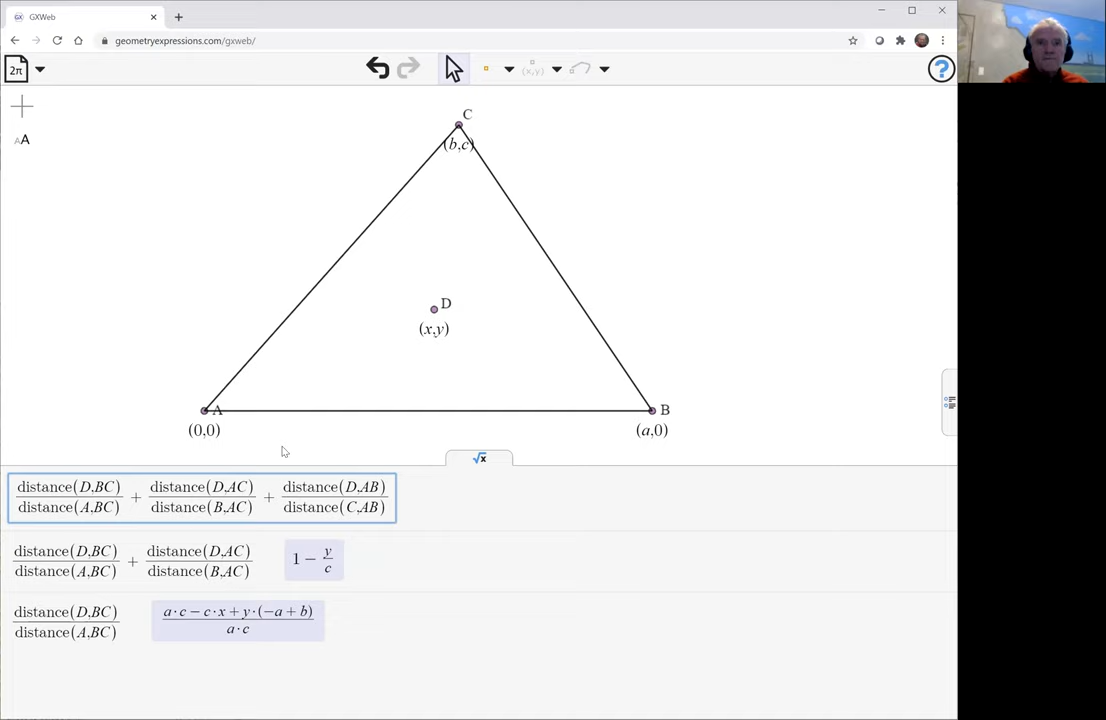 GXWeb
geometryexpressions.com/gxweb/
2π
(x,y)
?
AA
C
(b,c)
D
(x,y)
A
B
(0,0)
(a,0)
√x
distance(D,BC)/distance(A,BC) + distance(D,AC)/distance(B,AC) + distance(D,AB)/distance(C,AB)
distance(D,BC)/distance(A,BC) + distance(D,AC)/distance(B,AC) 1 − y/c
distance(D,BC)/distance(A,BC) a·c − c·x + y·(−a + b)/a·c